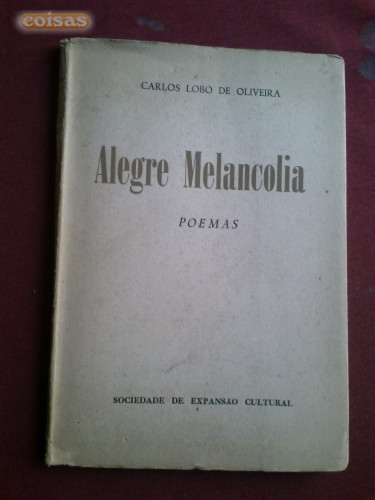 coisas
CARLOS LOBO DE OLIVEIRA
Alegre Melancolia
POEMAS
SOCIEDADE DE EXPANSÃO CULTURAL